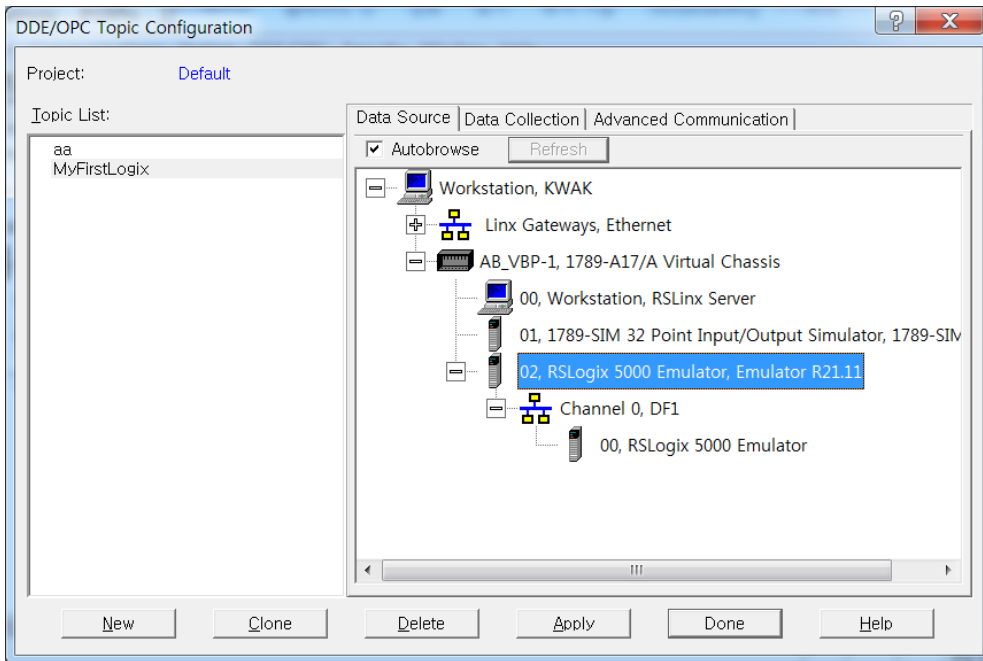 DDE/OPC Topic Configuration
Project: Default
Topic List:
aa
MyFirstLogix
Data Source Data Collection Advanced Communication
Autobrowse Refresh
Workstation, KWAK
Linx Gateways, Ethernet
AB_VBP-1, 1789-A17/A Virtual Chassis
00, Workstation, RSLinx Server
01, 1789-SIM 32 Point Input/Output Simulator, 1789-SIM
02, RSLogix 5000 Emulator, Emulator R21.11
Channel 0, DF1
00, RSLogix 5000 Emulator
New Clone Delete Apply Done Help